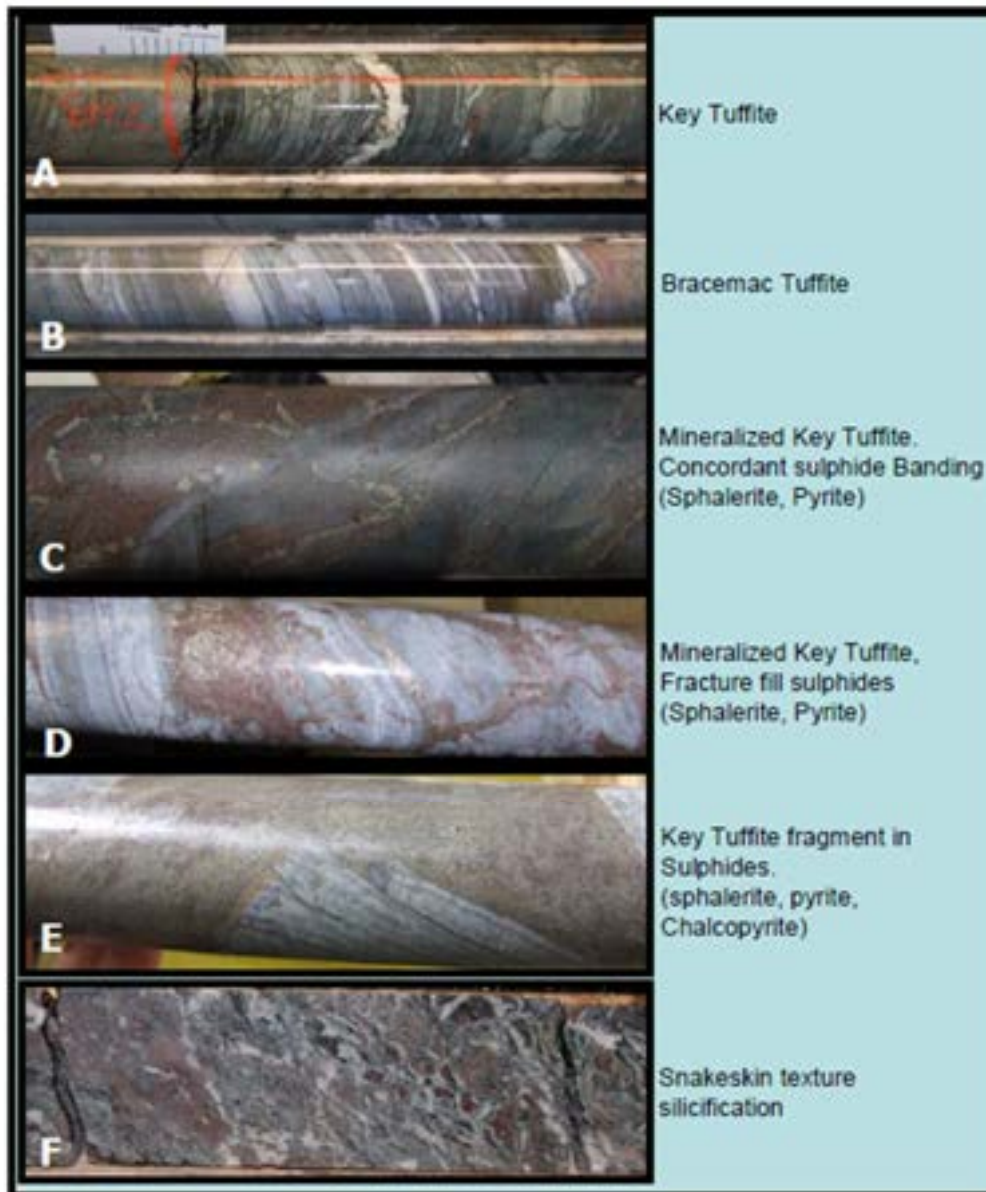 A
Key Tuffite
B
Bracemac Tuffite
C
Mineralized Key Tuffite.
Concordant sulphide Banding
(Sphalerite, Pyrite)
D
Mineralized Key Tuffite,
Fracture fill sulphides
(Sphalerite, Pyrite)
E
Key Tuffite fragment in
Sulphides.
(sphalerite, pyrite,
Chalcopyrite)
F
Snakeskin texture
silicification